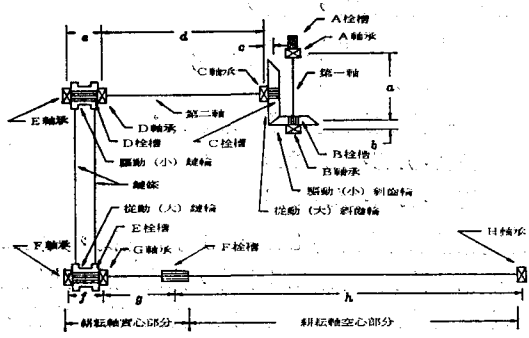 A栓槽
A軸承
e
d
c
C軸承
第一軸
a
E軸承
第二軸
D軸承
D栓槽
C栓槽
b
B栓槽
B軸承
驅動（小）鏈輪
驅動（小）斜齒輪
鏈條
從動（大）斜齒輪
從動（大）鏈輪
E栓槽
F軸承
G軸承
F栓槽
H軸承
f
g
h
耕耘軸實心部分
耕耘軸空心部分